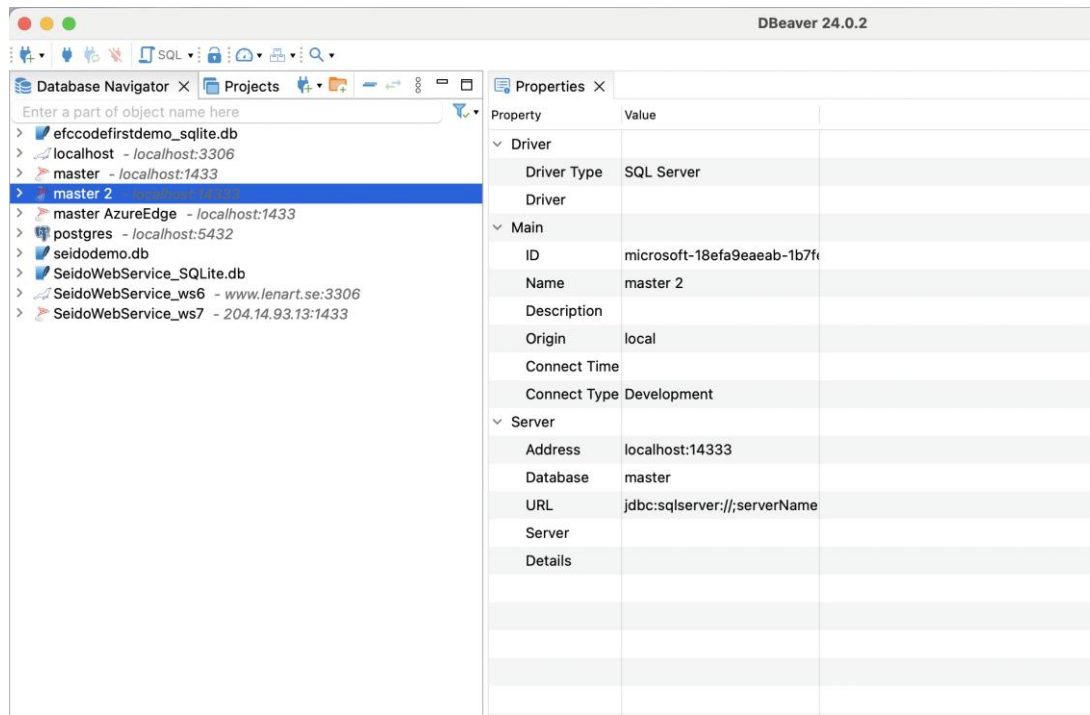 DBeaver 24.0.2
SQL
Database Navigator
Projects
Enter a part of object name here
efccodefirstdemo_sqlite.db
localhost - localhost:3306
master - localhost:1433
master 2 - localhost:14333
master AzureEdge - localhost:1433
postgres - localhost:5432
seidodemo.db
SeidoWebService_SQLite.db
SeidoWebService_ws6 - www.lenart.se:3306
SeidoWebService_ws7 - 204.14.93.13:1433
Properties
Property Value
Driver
Driver Type SQL Server
Driver
Main
ID microsoft-18efa9eaeab-1b7f
Name master 2
Description
Origin local
Connect Time
Connect Type Development
Server
Address localhost:14333
Database master
URL jdbc:sqlserver://;serverName
Server
Details